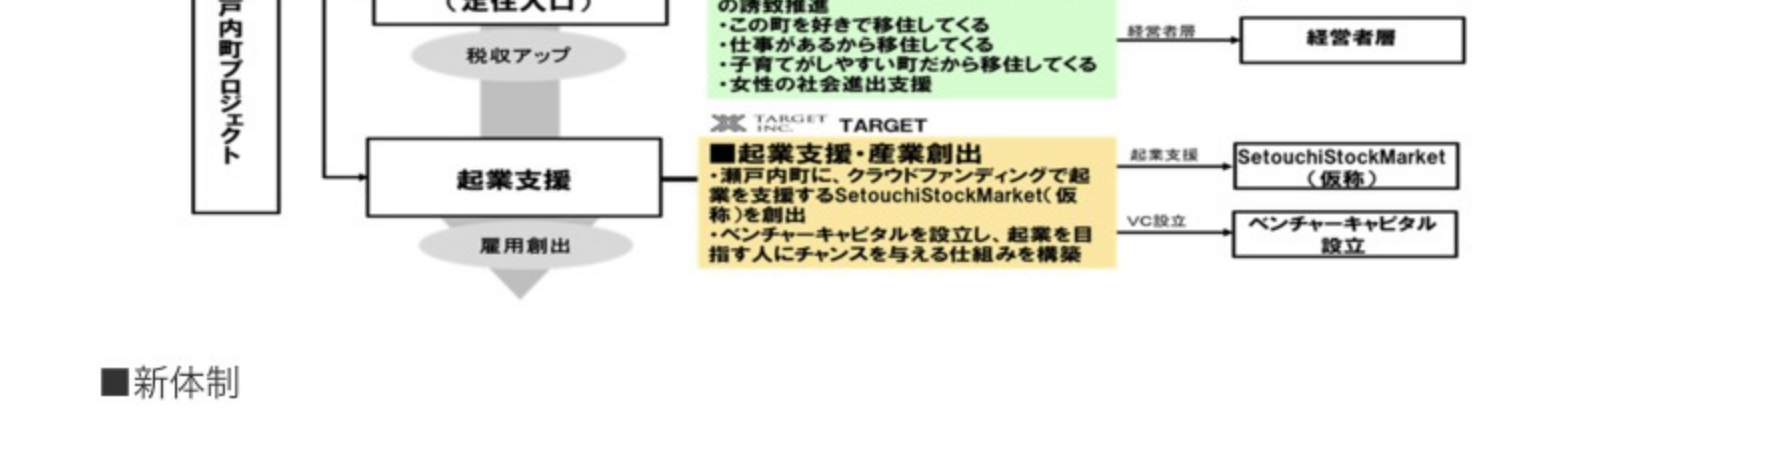 戸内町プロジェクト
(定住人口)
税収アップ
起業支援
雇用創出
の誘致推進
・この町を好きで移住してくる
・仕事があるから移住してくる
・子育てがしやすい町だから移住してくる
・女性の社会進出支援
TARGET
INC.
TARGET
■起業支援・産業創出
・瀬戸内町に、クラウドファンディングで起
業を支援するSetouchiStockMarket(仮
称)を創出
・ベンチャーキャピタルを設立し、起業を目
指す人にチャンスを与える仕組みを構築
経営者層
経営者層
起業支援
SetouchiStockMarket
(仮称)
VC設立
ベンチャーキャピタル
設立
■新体制